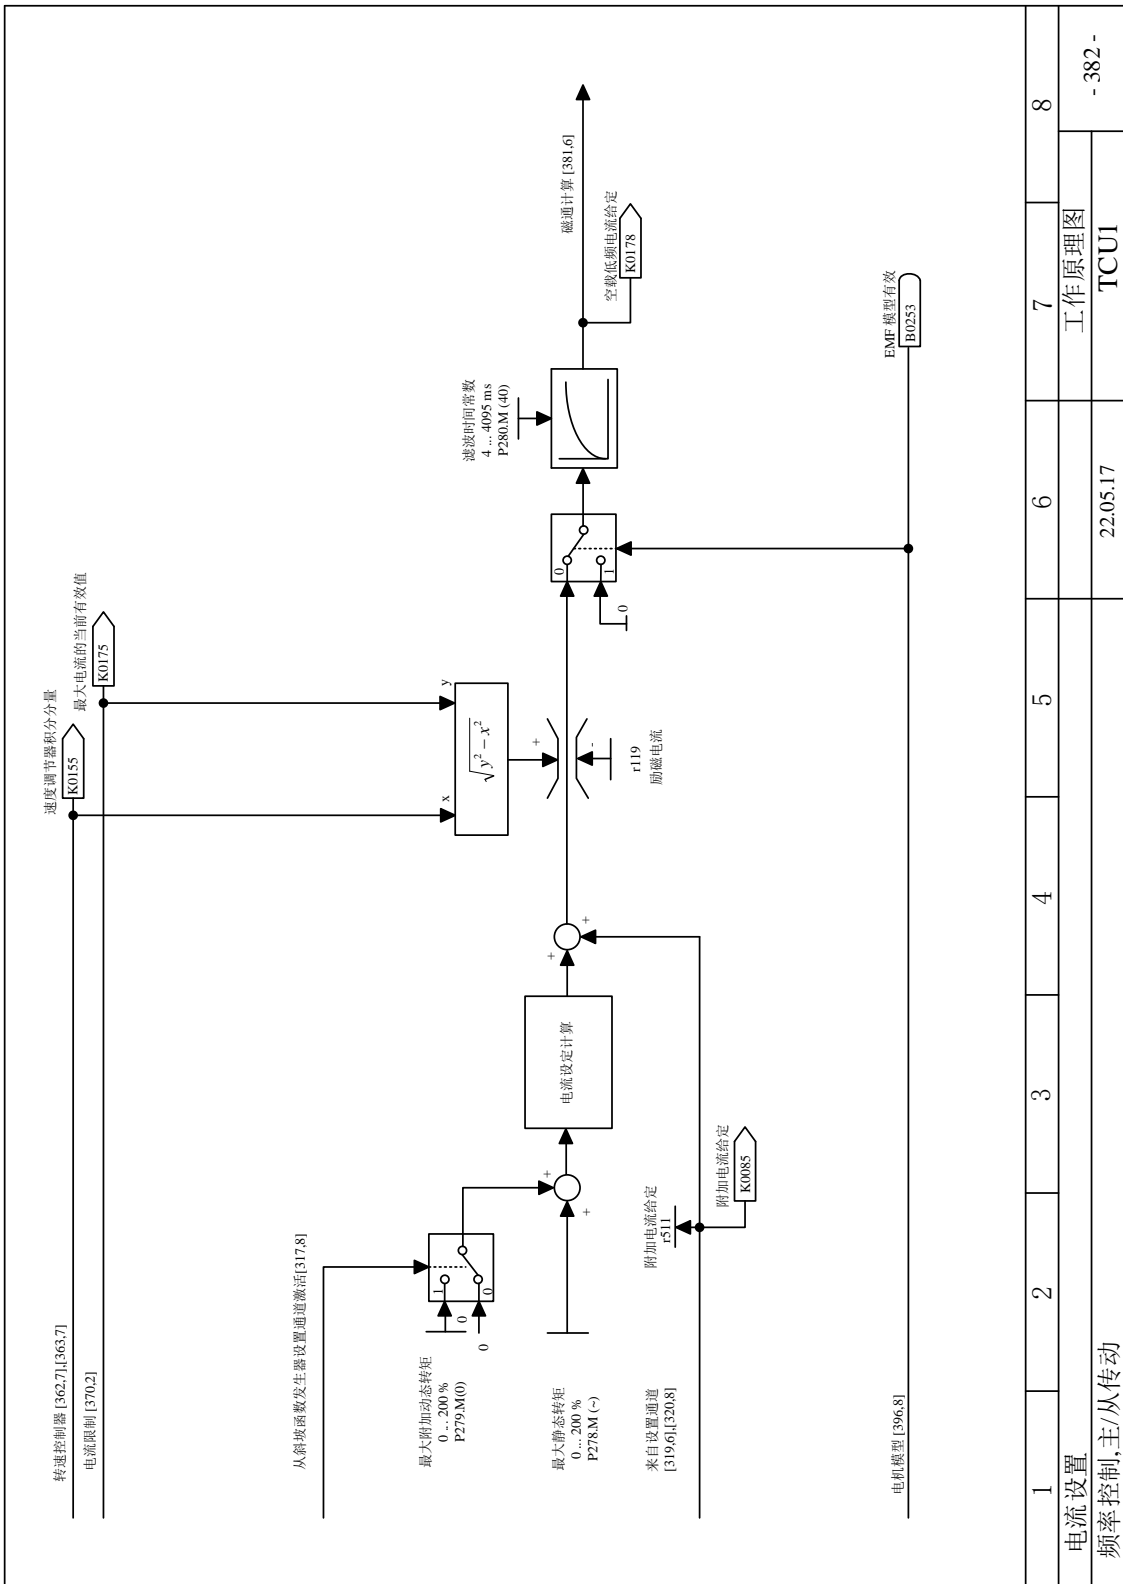 转速控制器 [362,7],[363,7]
速度调节器积分分量
K0155
电流限制 [370,2]
最大电流的当前有效值
K0175
从斜坡函数发生器设置通道激活[317,8]
最大附加动态转矩
0 ... 200 %
P279.M(0)
1
0
0
0
+
+
最大静态转矩
0 ... 200 %
P278.M (~)
电流设定计算
+
+
x
y
√y² − x²
+
-
r119
励磁电流
0
1
0
滤波时间常数
4 ... 4095 ms
P280.M (40)
磁通计算 [381,6]
空载低频电流给定
K0178
来自设置通道
[319,6],[320,8]
附加电流给定
r511
附加电流给定
K0085
电机模型 [396,8]
EMF 模型有效
B0253
1 2 3 4 5 6 7 8
电流设置
工作原理图
- 382 -
频率控制,主/从传动
22.05.17
TCU1